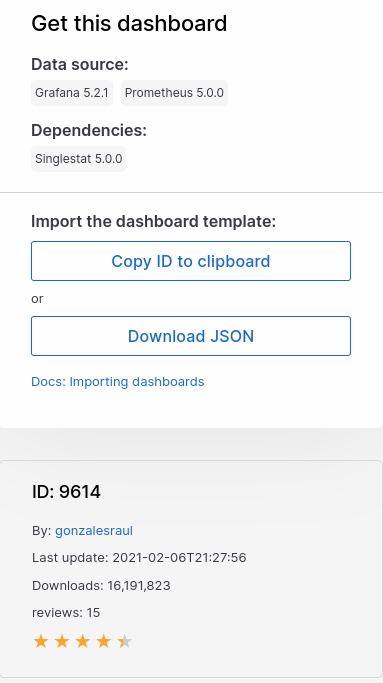 Get this dashboard
Data source:
Grafana 5.2.1 Prometheus 5.0.0
Dependencies:
Singlestat 5.0.0
Import the dashboard template:
Copy ID to clipboard
or
Download JSON
Docs: Importing dashboards
ID: 9614
By: gonzalesraul
Last update: 2021-02-06T21:27:56
Downloads: 16,191,823
reviews: 15